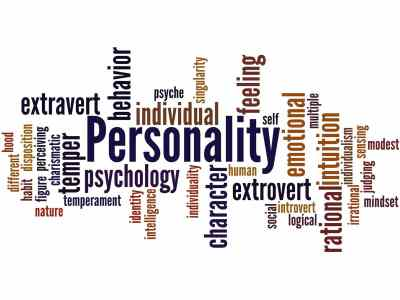 behavior
psyche
singularity
feeling
extravert
individual
self
emotional
multiple
Personality
hood
different
disposition
habit
perceiving
figure
charismatic
temper
psychology
human
intuition
individualism
sensing
modest
judging
nature
temperament
identity
intelligence
individuality
character
extrovert
social
introvert
logical
rational
irrational
mindset